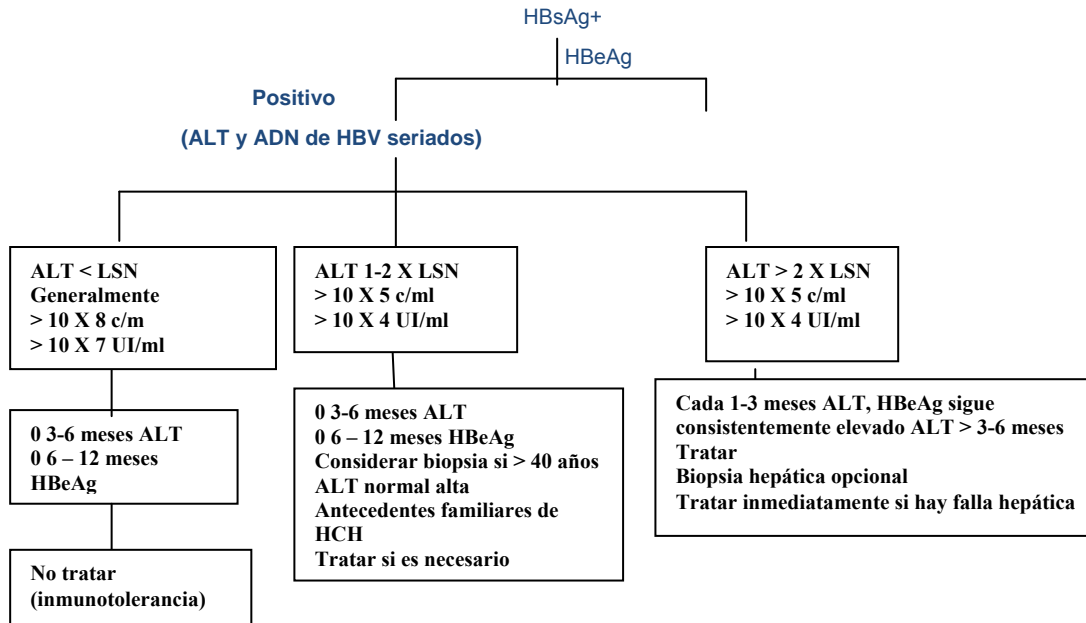 HBsAg+
HBeAg
Positivo
(ALT y ADN de HBV seriados)
ALT < LSN
Generalmente
> 10 X 8 c/m
> 10 X 7 UI/ml
ALT 1-2 X LSN
> 10 X 5 c/ml
> 10 X 4 UI/ml
ALT > 2 X LSN
> 10 X 5 c/ml
> 10 X 4 UI/ml
0 3-6 meses ALT
0 6 – 12 meses
HBeAg
0 3-6 meses ALT
0 6 – 12 meses HBeAg
Considerar biopsia si > 40 años
ALT normal alta
Antecedentes familiares de
HCH
Tratar si es necesario
Cada 1-3 meses ALT, HBeAg sigue
consistentemente elevado ALT > 3-6 meses
Tratar
Biopsia hepática opcional
Tratar inmediatamente si hay falla hepática
No tratar
(inmunotolerancia)